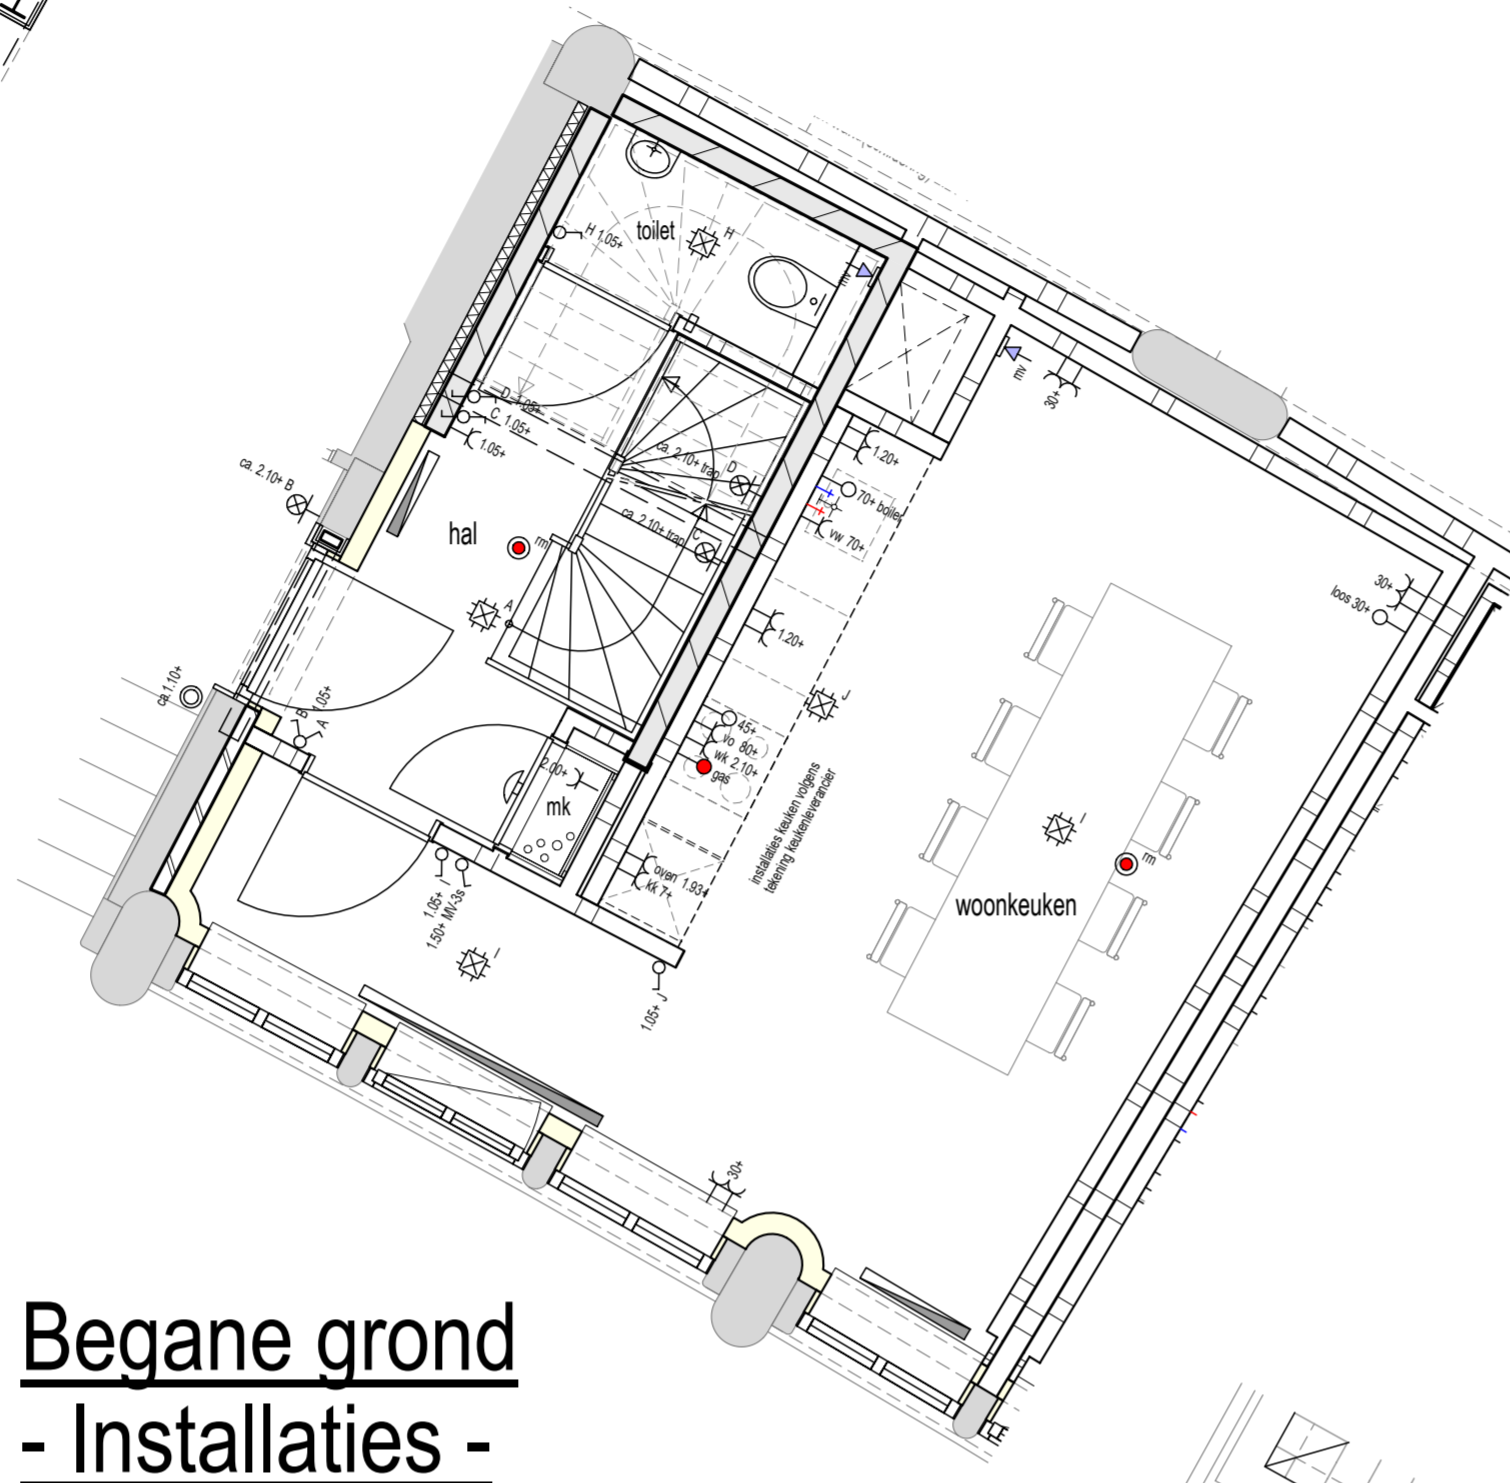 toilet
H
H 1.05+
mv
mv
30+
D 1.05+
C 1.05+
1.05+
ca. 2.10+ trap
D
1.20+
70+ boiler
vw 70+
ca. 2.10+ B
hal
rm
ca. 2.10+ trap
C
30+
loos 30+
A
1.20+
J
ca.1.10+
B
A
1.05+
45+
vo 80+
wk 2.10+
gas
2.00+
mk
installaties keuken volgens
tekening keukenleverancier
I
rm
woonkeuken
oven 1.93+
kk 7+
1.05+ I
1.50+ MV-3s
I
1.05+ J
30+
Begane grond
- Installaties -